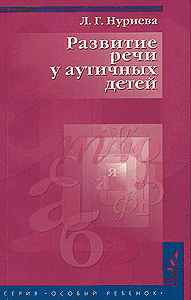 Л. Г. Нуриева
Развитие
речи
у аутичных
детей
Ж
С
т
я
а
ф
б
СЕРИЯ «ОСОБЫЙ РЕБЕНОК»